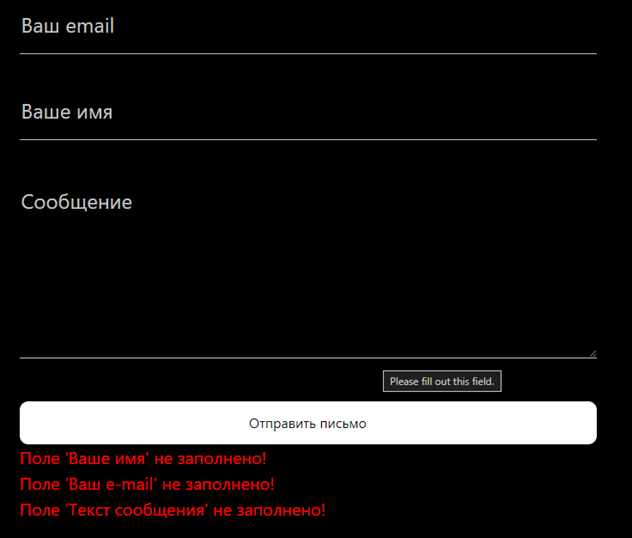 Ваш email
Ваше имя
Сообщение
Please fill out this field.
Отправить письмо
Поле 'Ваше имя' не заполнено!
Поле 'Ваш e-mail' не заполнено!
Поле 'Текст сообщения' не заполнено!